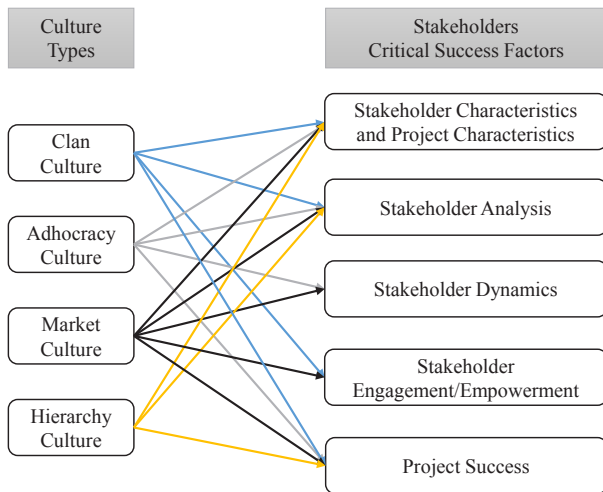 Culture
Types
Stakeholders
Critical Success Factors
Clan
Culture
Adhocracy
Culture
Market
Culture
Hierarchy
Culture
Stakeholder Characteristics
and Project Characteristics
Stakeholder Analysis
Stakeholder Dynamics
Stakeholder
Engagement/Empowerment
Project Success